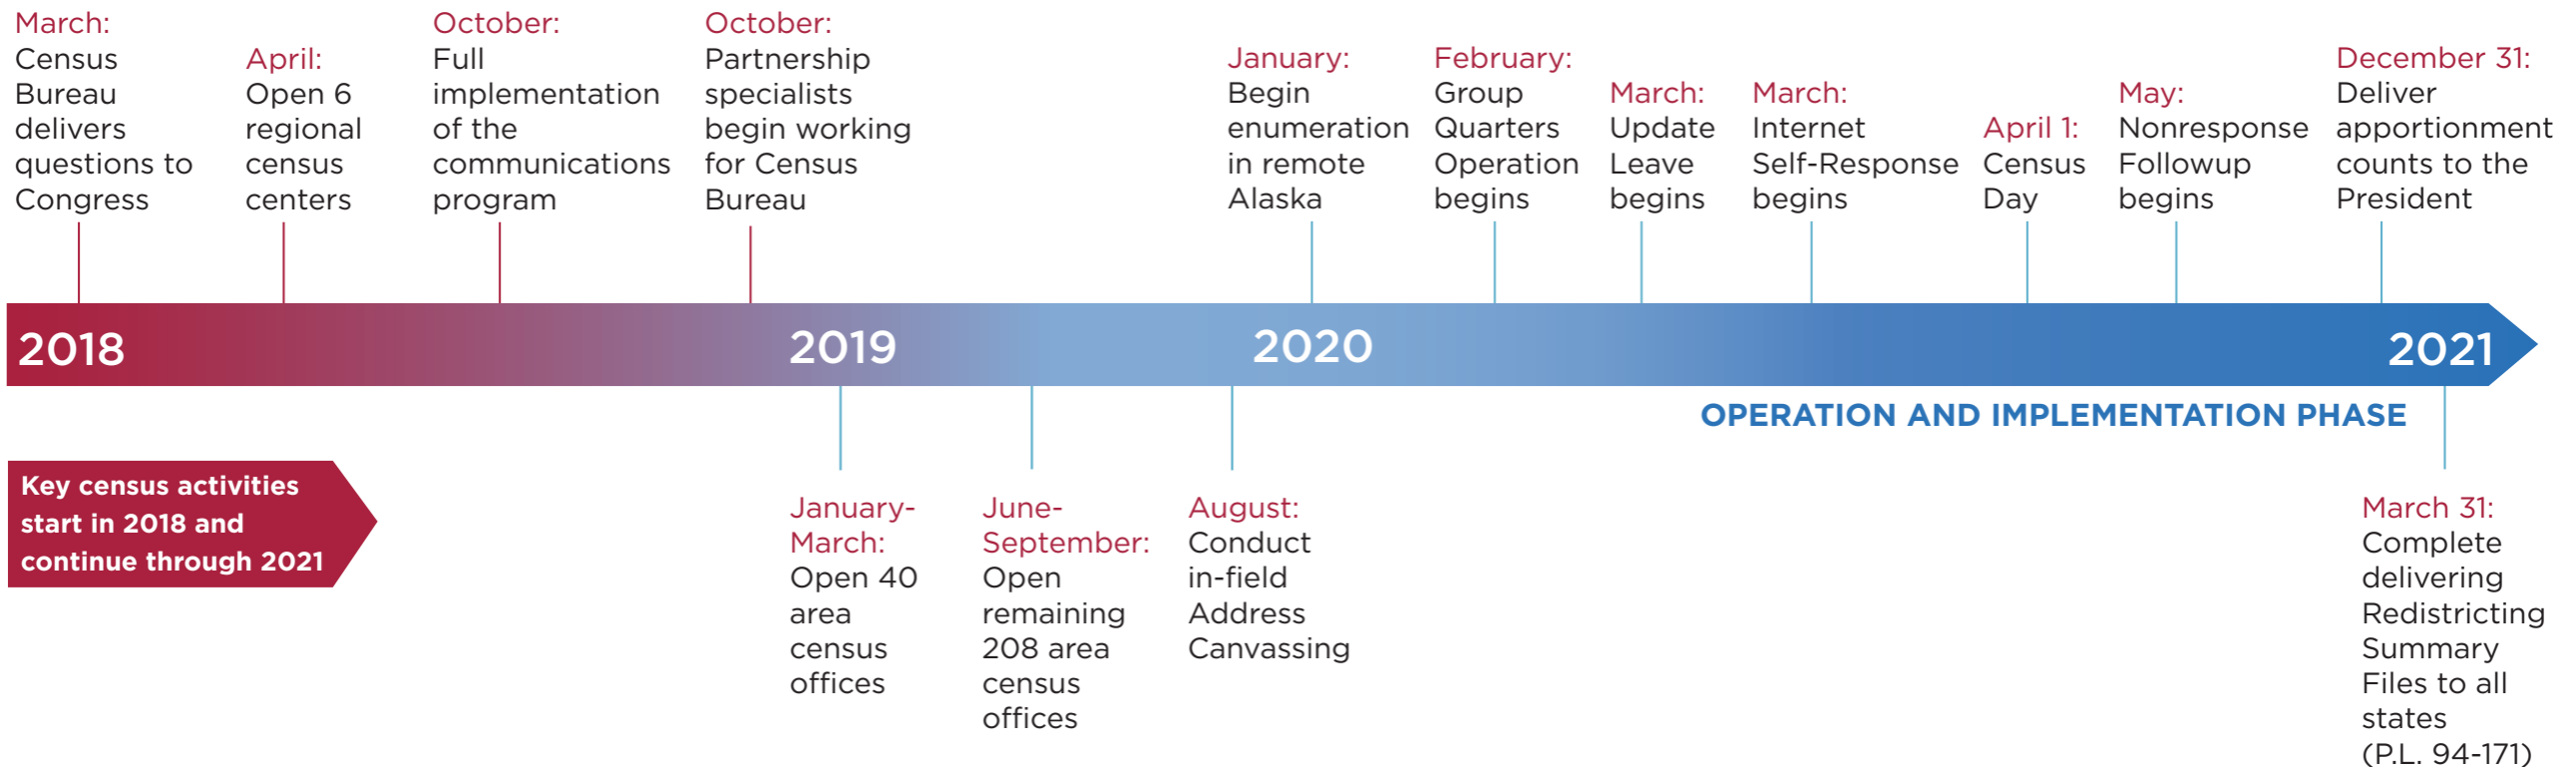 March:
Census
Bureau
delivers
questions to
Congress
April:
Open 6
regional
census
centers
October:
Full
implementation
of the
communications
program
October:
Partnership
specialists
begin working
for Census
Bureau
January:
Begin
enumeration
in remote
Alaska
February:
Group
Quarters
Operation
begins
March:
Update
Leave
begins
March:
Internet
Self-Response
begins
April 1:
Census
Day
May:
Nonresponse
Followup
begins
December 31:
Deliver
apportionment
counts to the
President
2018
2019
2020
2021
OPERATION AND IMPLEMENTATION PHASE
Key census activities
start in 2018 and
continue through 2021
January-
March:
Open 40
area
census
offices
June-
September:
Open
remaining
208 area
census
offices
August:
Conduct
in-field
Address
Canvassing
March 31:
Complete
delivering
Redistricting
Summary
Files to all
states
(P.L. 94-171)